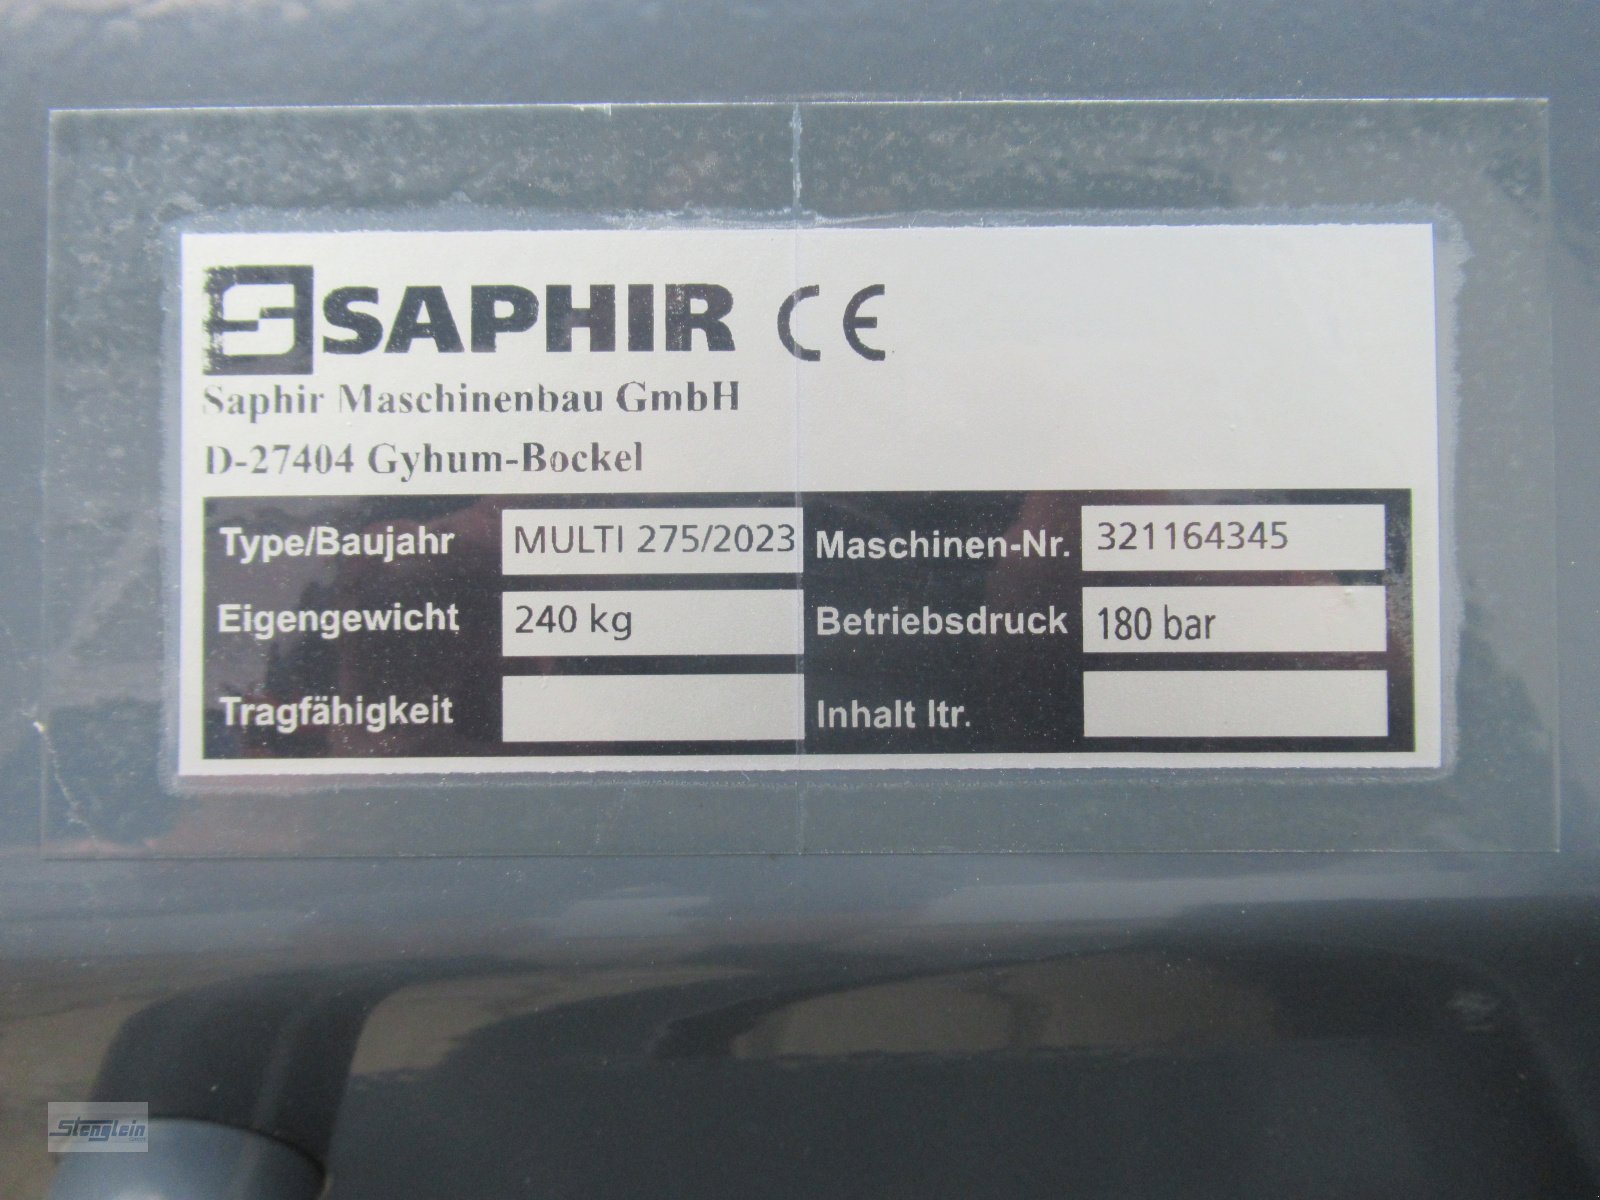 SAPHIR CE
Saphir Maschinenbau GmbH
D-27404 Gyhum-Bockel
Type/Baujahr MULTI 275/2023 Maschinen-Nr. 321164345
Eigengewicht 240 kg Betriebsdruck 180 bar
Tragfähigkeit Inhalt ltr.
Stenglein